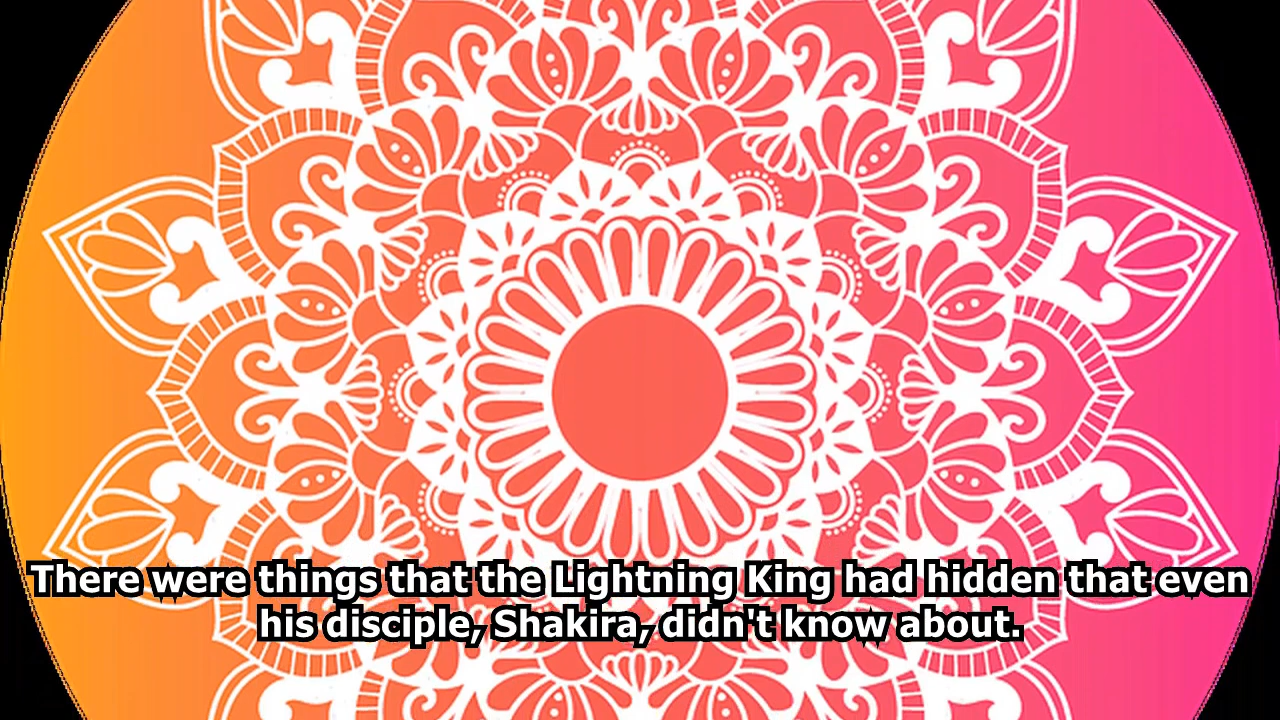 There were things that the Lightning King had hidden that even
his disciple, Shakira, didn't know about.